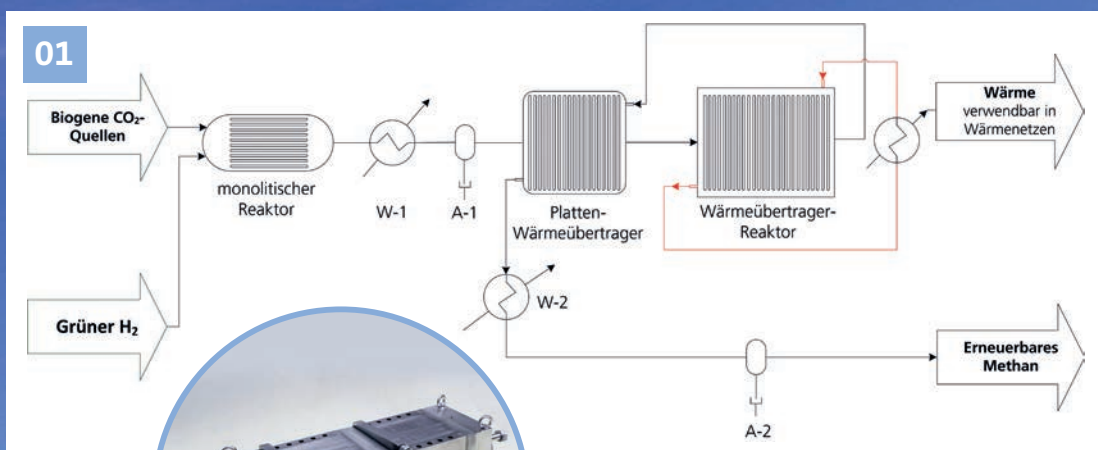 01
Biogene CO₂-
Quellen
monolitischer
Reaktor
W-1
A-1
Platten-
Wärmeübertrager
Wärmeübertrager-
Reaktor
Wärme
verwendbar in
Wärmenetzen
Grüner H₂
W-2
A-2
Erneuerbares
Methan